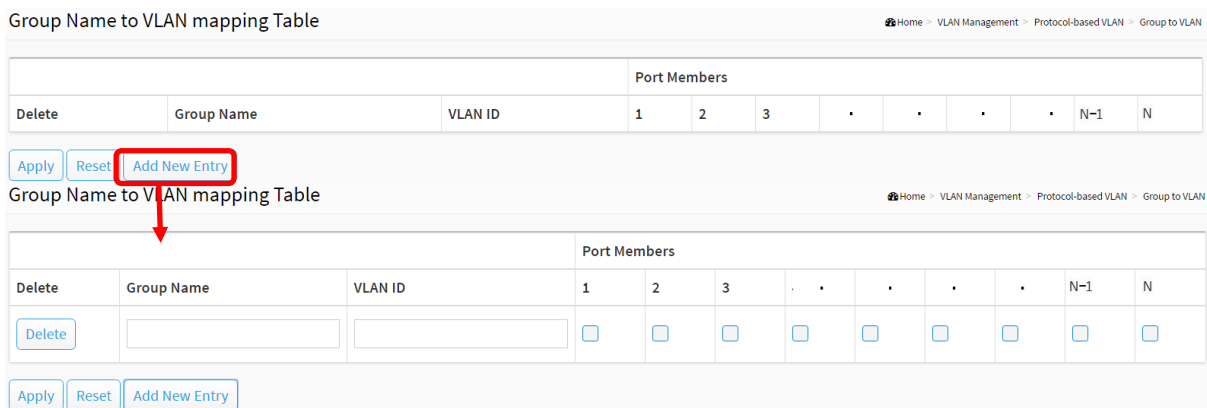 Group Name to VLAN mapping Table
Home > VLAN Management > Protocol-based VLAN > Group to VLAN
Port Members
Delete Group Name VLAN ID 1 2 3 . . . . N-1 N
Apply Reset Add New Entry
Group Name to VLAN mapping Table
Home > VLAN Management > Protocol-based VLAN > Group to VLAN
Port Members
Delete Group Name VLAN ID 1 2 3 . . . . N-1 N
Delete
Apply Reset Add New Entry